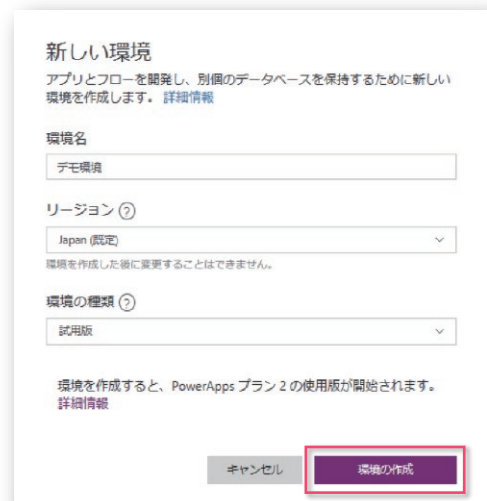 新しい環境
アプリとフローを開発し、別個のデータベースを保持するために新しい
環境を作成します。 詳細情報
環境名
デモ環境
リージョン ?
Japan (既定)
環境を作成した後に変更することはできません。
環境の種類 ?
試用版
環境を作成すると、PowerApps プラン 2 の使用版が開始されます。
詳細情報
キャンセル 環境の作成